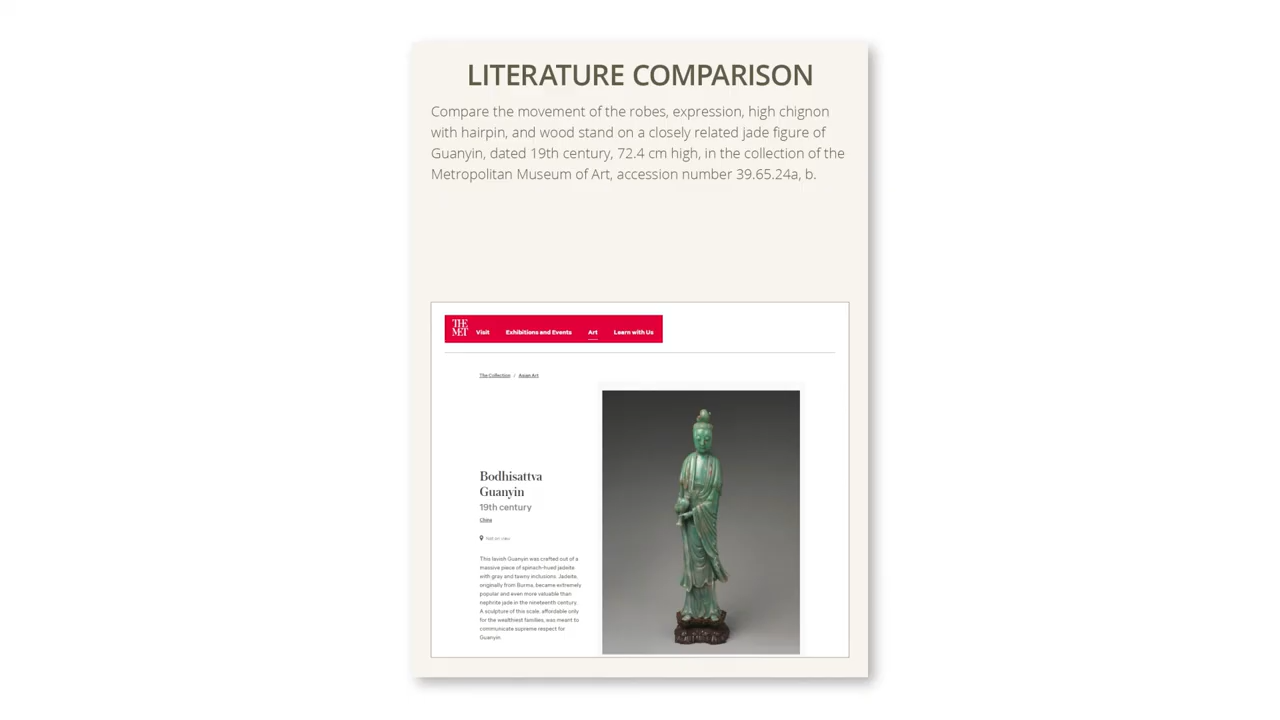 LITERATURE COMPARISON
Compare the movement of the robes, expression, high chignon
with hairpin, and wood stand on a closely related jade figure of
Guanyin, dated 19th century, 72.4 cm high, in the collection of the
Metropolitan Museum of Art, accession number 39.65.24a, b.
THE MET Visit Exhibitions and Events Art Learn with Us
The Collection / Asian Art
Bodhisattva
Guanyin
19th century
China
Not on view
This lavish Guanyin was crafted out of a
massive piece of spinach-hued jadeite
with gray and tawny inclusions. Jadeite,
originally from Burma, became extremely
popular and even more valuable than
nephrite jade in the nineteenth century.
A sculpture of this scale, affordable only
for the wealthiest families, was meant to
communicate supreme respect for
Guanyin